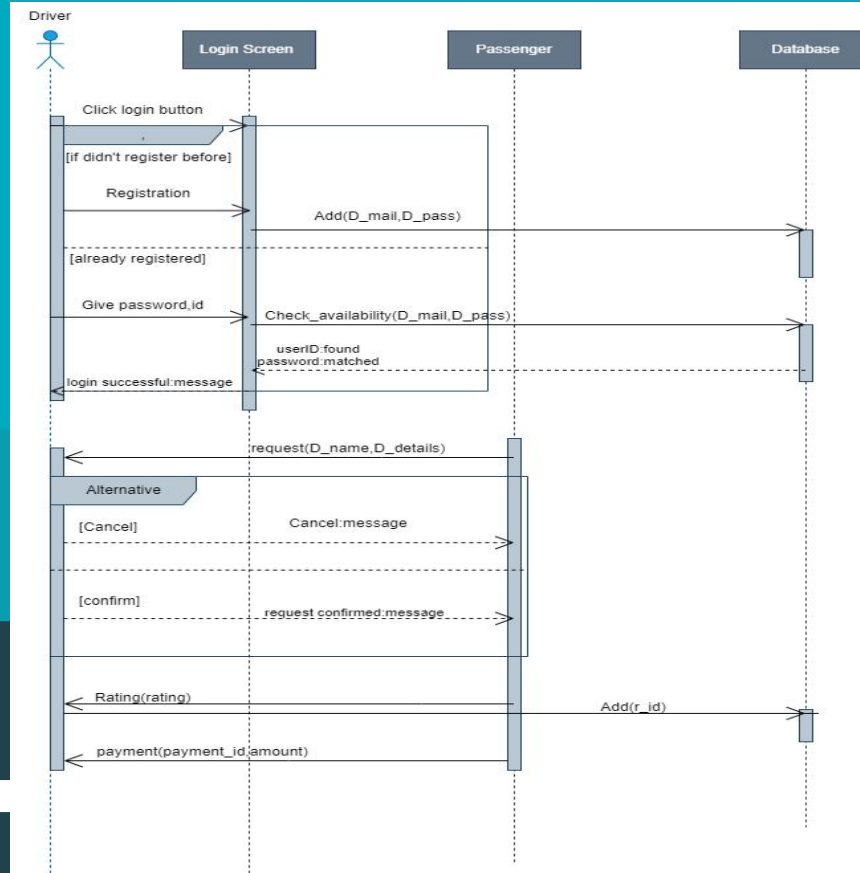 Driver
Login Screen
Passenger
Database
Click login button
,
[if didn't register before]
Registration
Add(D_mail,D_pass)
[already registered]
Give password,id
Check_availability(D_mail,D_pass)
userID:found
password:matched
login successful:message
request(D_name,D_details)
Alternative
[Cancel]
Cancel:message
[confirm]
request confirmed:message
Rating(rating)
Add(r_id)
payment(payment_id,amount)